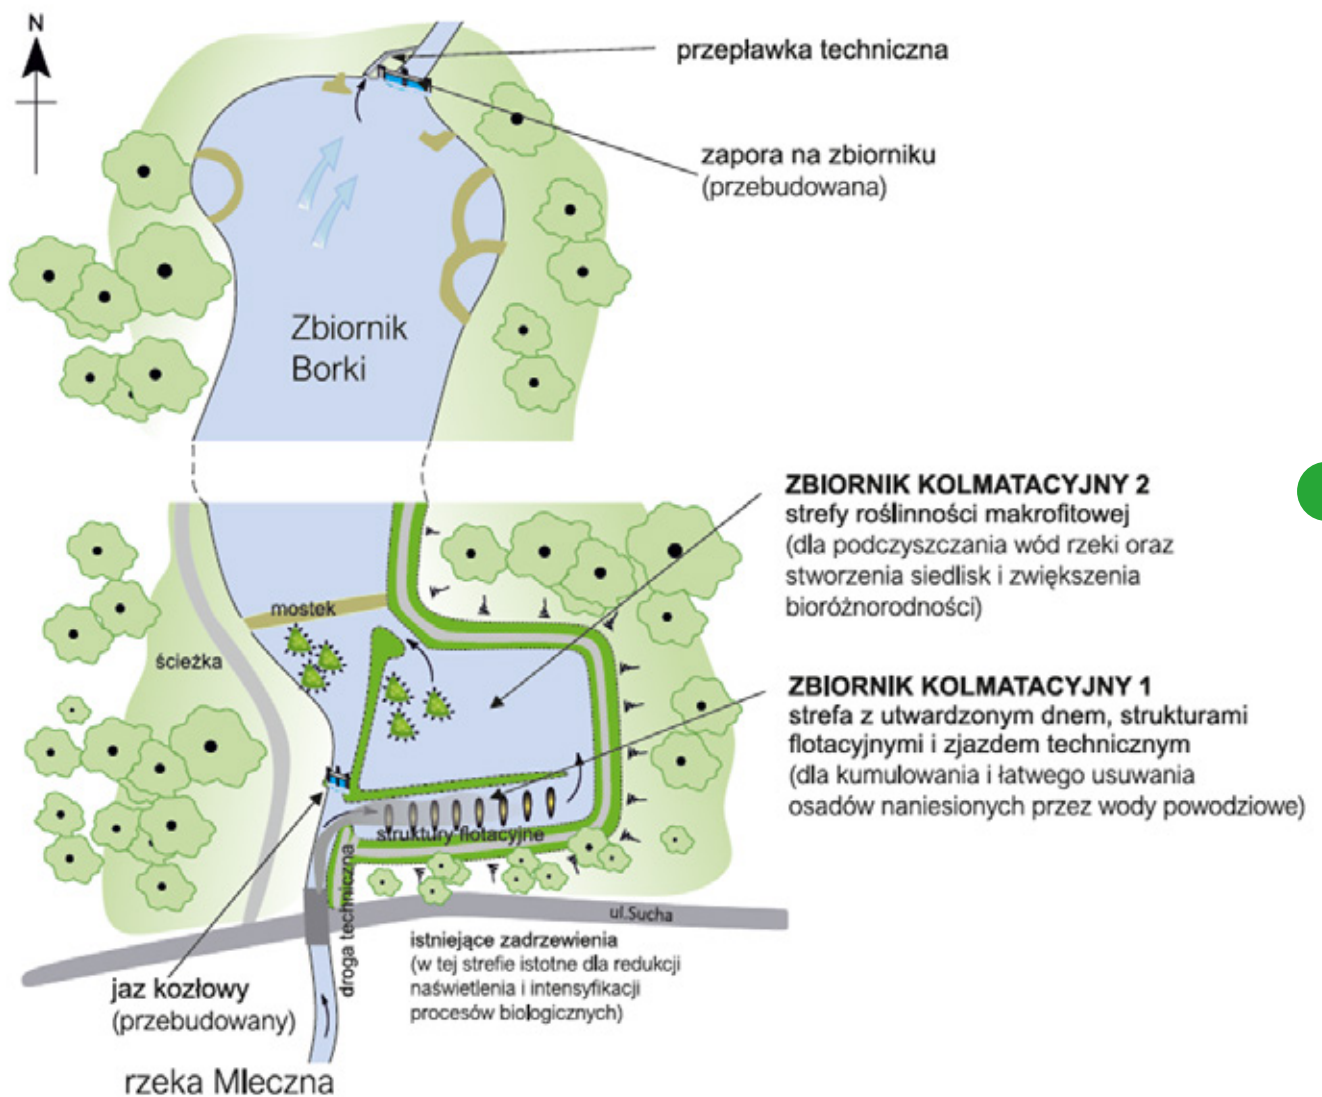 N
przepławka techniczna
zapora na zbiorniku
(przebudowana)
Zbiornik
Borki
ZBIORNIK KOLMATACYJNY 2
strefy roślinności makrofitowej
(dla podczyszczania wód rzeki oraz
stworzenia siedlisk i zwiększenia
bioróżnorodności)
mostek
ścieżka
ZBIORNIK KOLMATACYJNY 1
strefa z utwardzonym dnem, strukturami
flotacyjnymi i zjazdem technicznym
(dla kumulowania i łatwego usuwania
osadów naniesionych przez wody powodziowe)
struktury flotacyjne
droga techniczna
ul.Sucha
istniejące zadrzewienia
(w tej strefie istotne dla redukcji
naświetlenia i intensyfikacji
procesów biologicznych)
jaz kozłowy
(przebudowany)
rzeka Mleczna